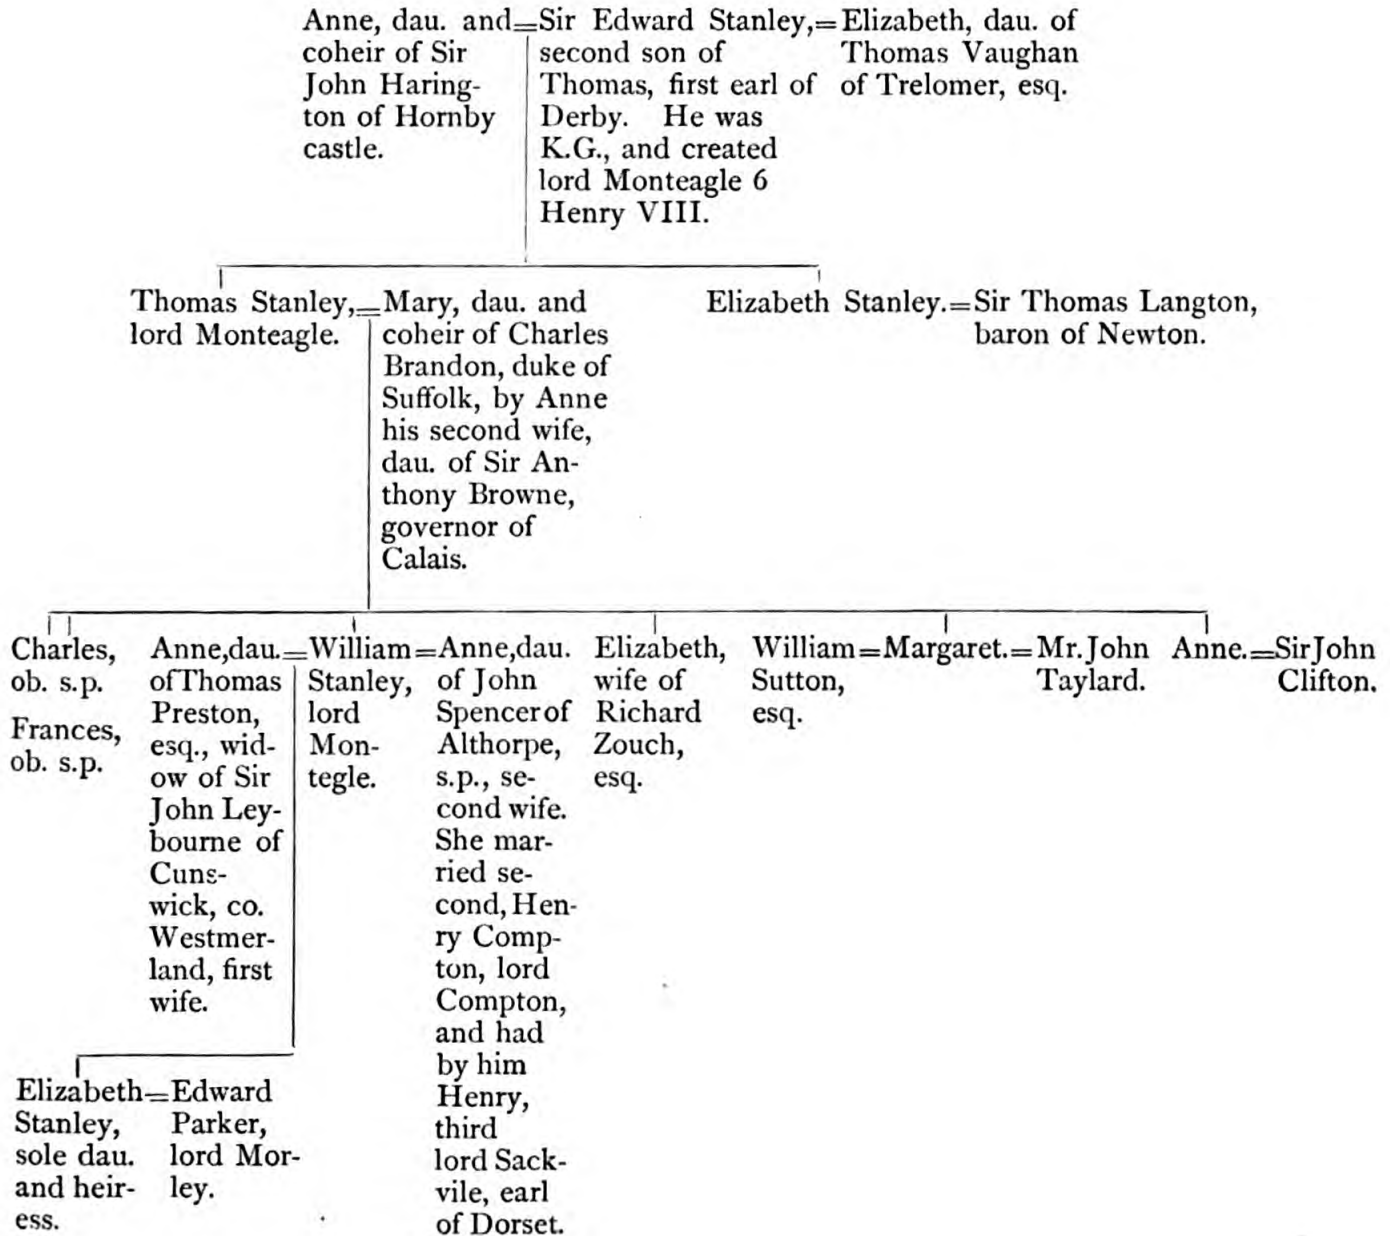 Anne, dau. and=Sir Edward Stanley,=Elizabeth, dau. of
coheir of Sir
John Haring-
ton of Hornby
castle.
second son of
Thomas, first earl of
Derby. He was
K.G., and created
lord Monteagle 6
Henry VIII.
Thomas Vaughan
of Trelomer, esq.
Thomas Stanley,=Mary, dau. and
lord Monteagle.
coheir of Charles
Brandon, duke of
Suffolk, by Anne
his second wife,
dau. of Sir An-
thony Browne,
governor of
Calais.
Elizabeth Stanley.=Sir Thomas Langton,
baron of Newton.
Charles,
ob. s.p.
Frances,
ob. s.p.
Anne, dau.=William=Anne, dau.
of Thomas
Preston,
esq., wid-
ow of Sir
John Ley-
bourne of
Cuns-
wick, co.
Westmer-
land, first
wife.
Stanley,
lord
Mon-
tegle.
of John
Spencer of
Althorpe,
s.p., se-
cond wife.
She mar-
ried se-
cond, Hen-
ry Comp-
ton, lord
Compton,
and had
by him
Henry,
third
lord Sack-
vile, earl
of Dorset.
Elizabeth,
wife of
Richard
Zouch,
esq.
William=Margaret.=Mr. John
Sutton,
esq.
Taylard.
Anne.=Sir John
Clifton.
Elizabeth=Edward
Stanley,
sole dau.
and heir-
ess.
Parker,
lord Mor-
ley.